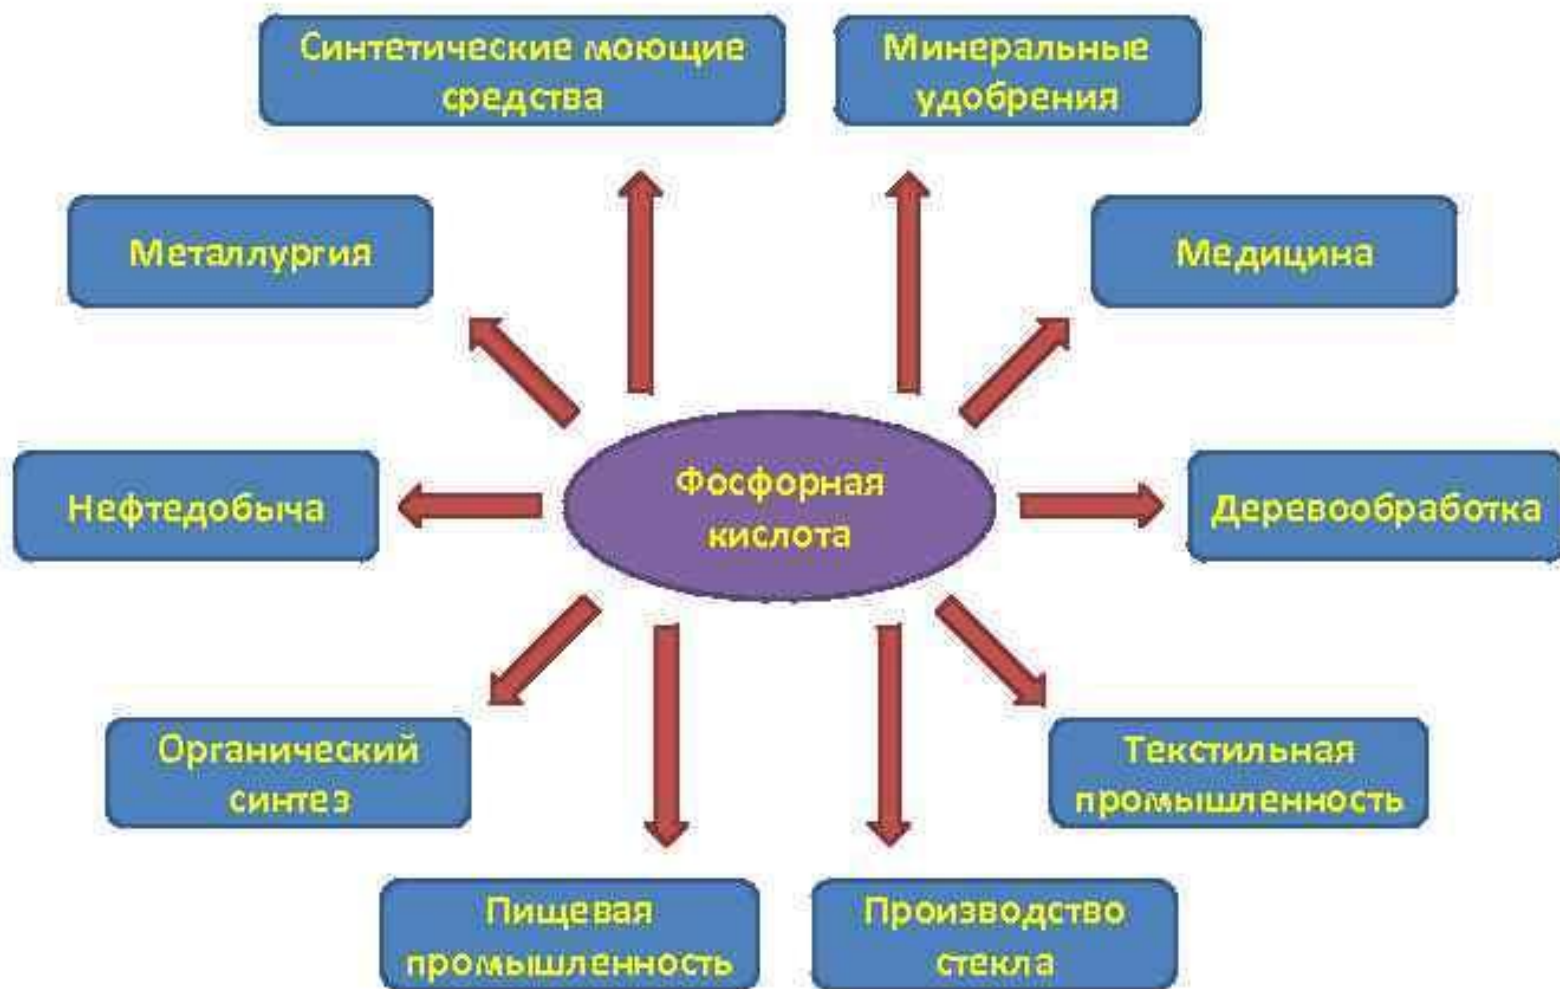 Синтетические моющие
средства
Минеральные
удобрения
Металлургия
Медицина
Нефтедобыча
Фосфорная
кислота
Деревообработка
Органический
синтез
Текстильная
промышленность
Пищевая
промышленность
Производство
стекла